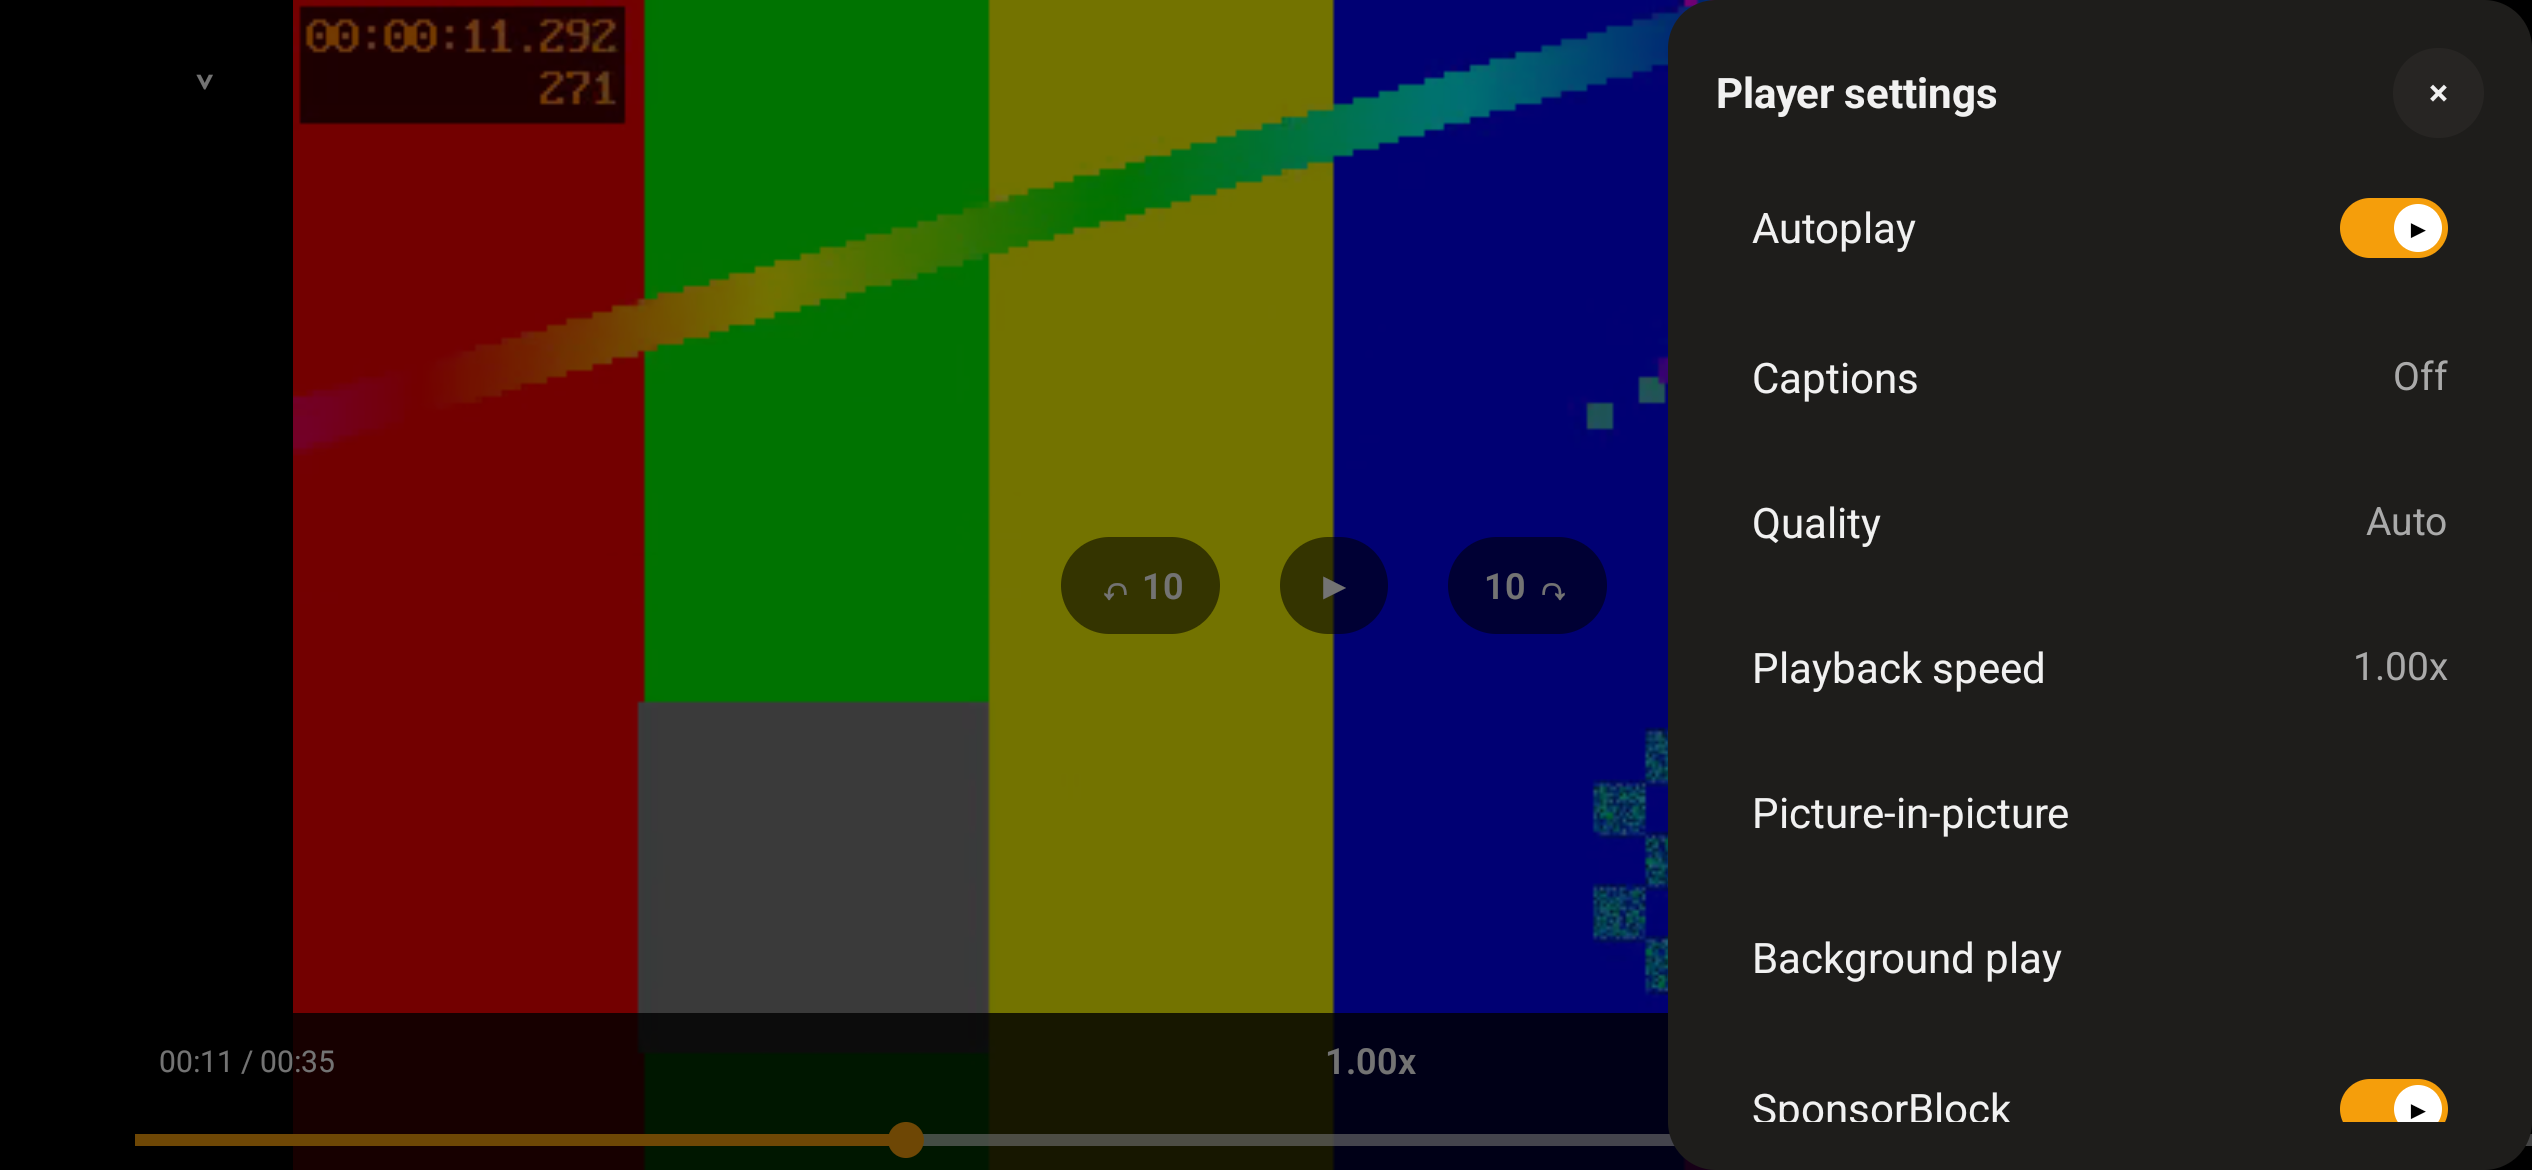 00:00:11.292
271
Player settings
Autoplay
Captions
Off
Quality
Auto
Playback speed
1.00x
Picture-in-picture
Background play
SponsorBlock
10
10
00:11 / 00:35
1.00x